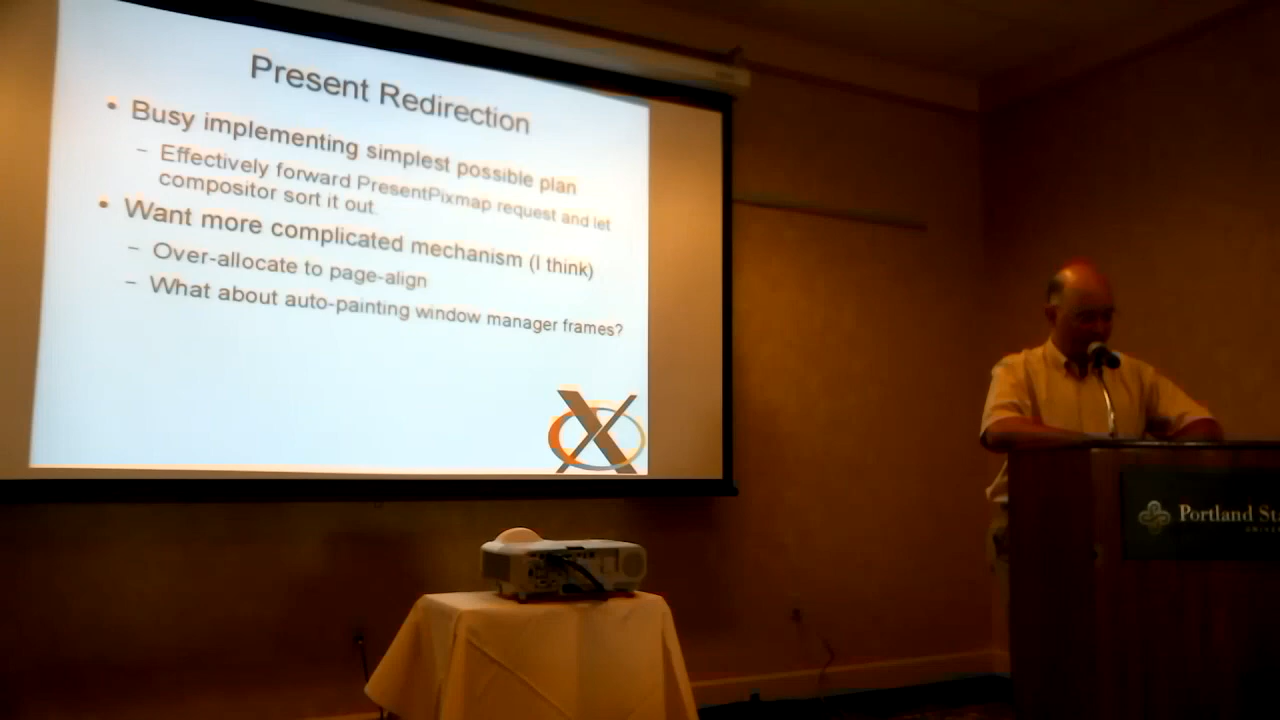 Present Redirection
• Busy implementing simplest possible plan
– Effectively forward PresentPixmap request and let
compositor sort it out.
• Want more complicated mechanism (I think)
– Over-allocate to page-align
– What about auto-painting window manager frames?
X
Portland St